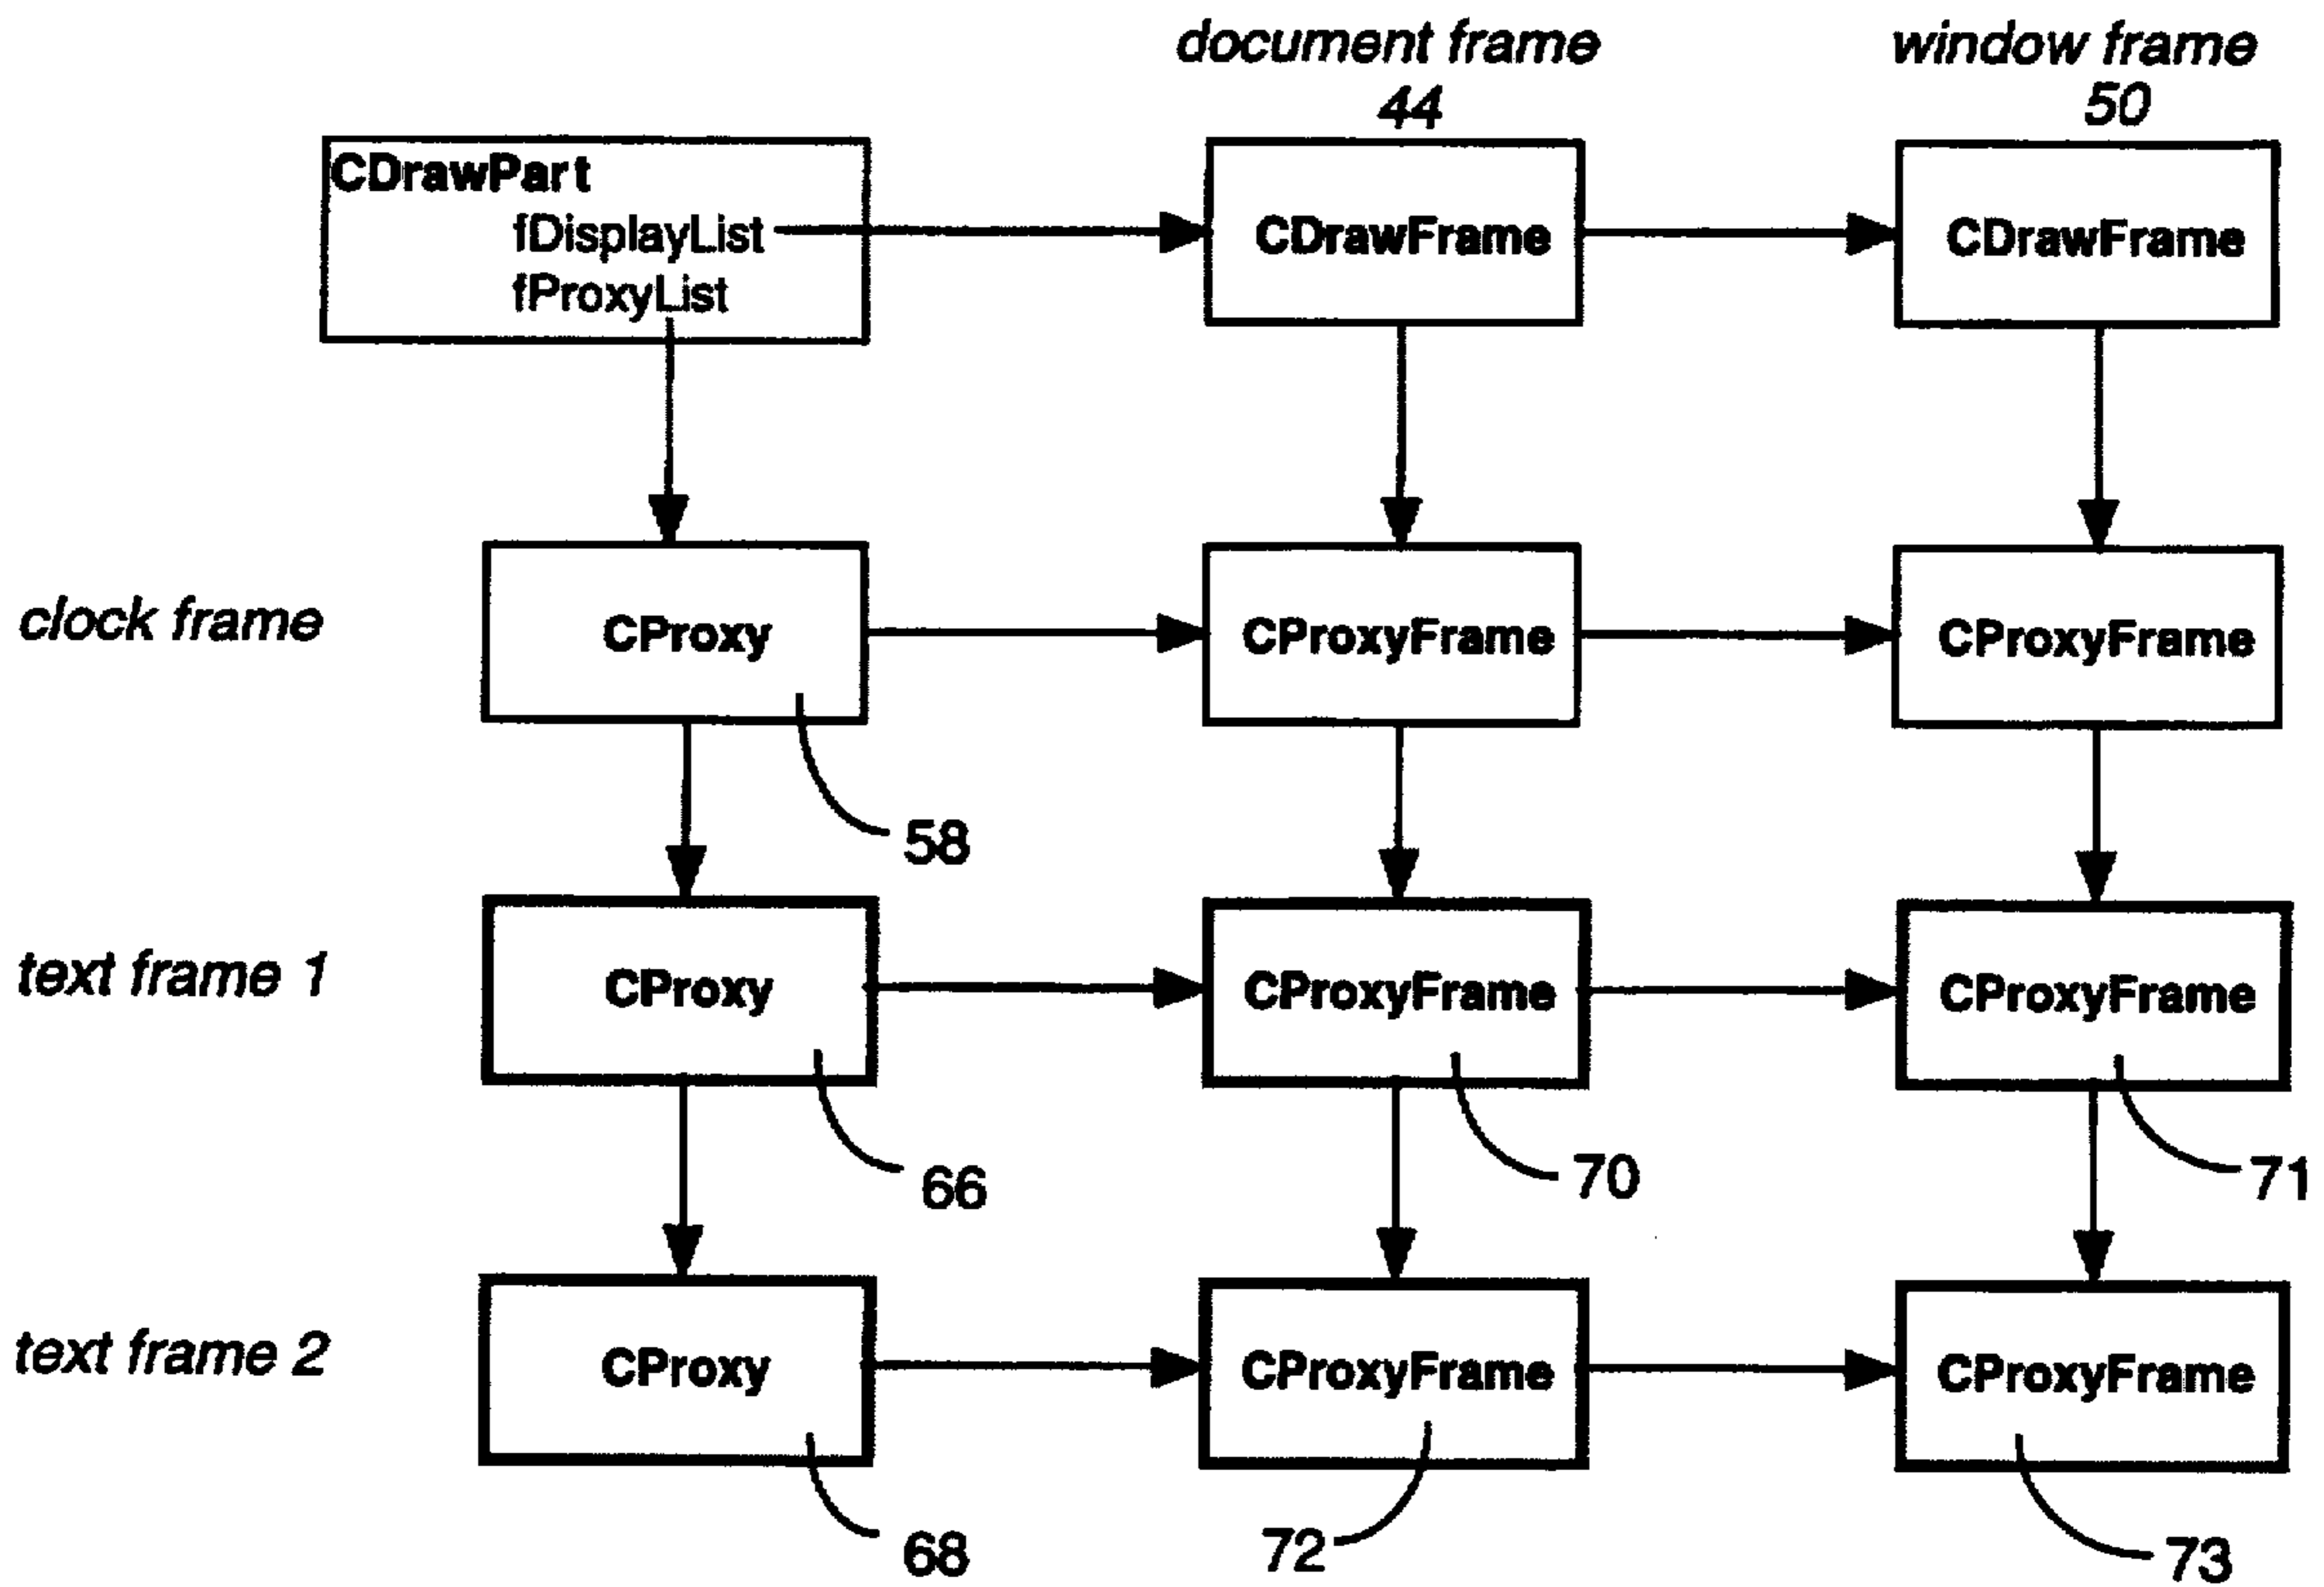 document frame
44
window frame
50
CDrawPart
fDisplayList
fProxyList
CDrawFrame
CDrawFrame
clock frame
CProxy
CProxyFrame
CProxyFrame
58
text frame 1
CProxy
CProxyFrame
CProxyFrame
66
70
71
text frame 2
CProxy
CProxyFrame
CProxyFrame
68
72
73